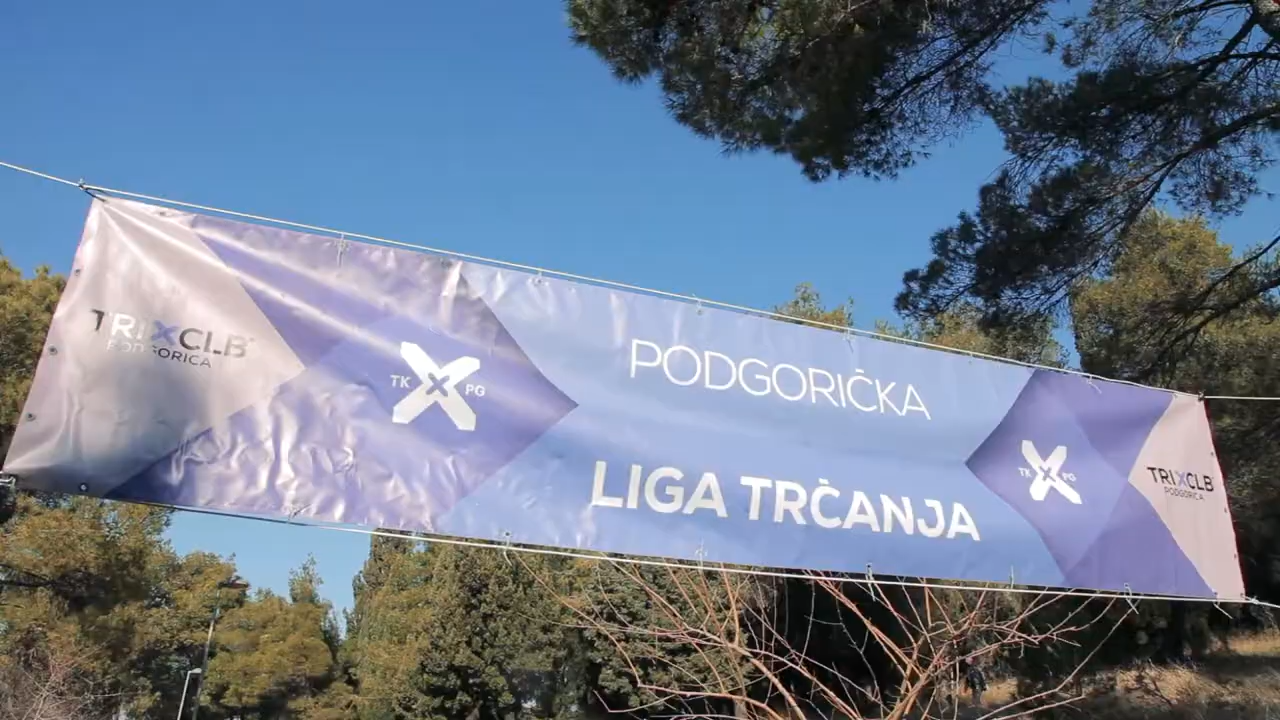 TRIXCLB
PODGORICA
TK X PG
PODGORIČKA
LIGA TRČANJA
TK X PG
TRIXCLB
PODGORICA